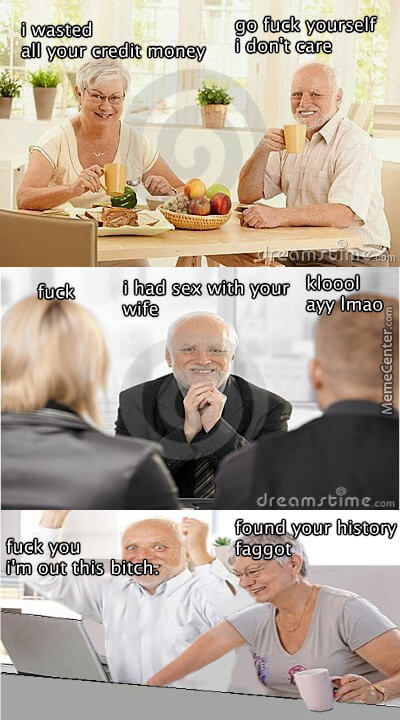 i wasted
all your credit money
go fuck yourself
i don't care
dreamstime.com
fuck
i had sex with your
wife
kloool
ayy lmao
MemeCenter.com
dreamstime.com
fuck you
i'm out this bitch.
found your history
faggot